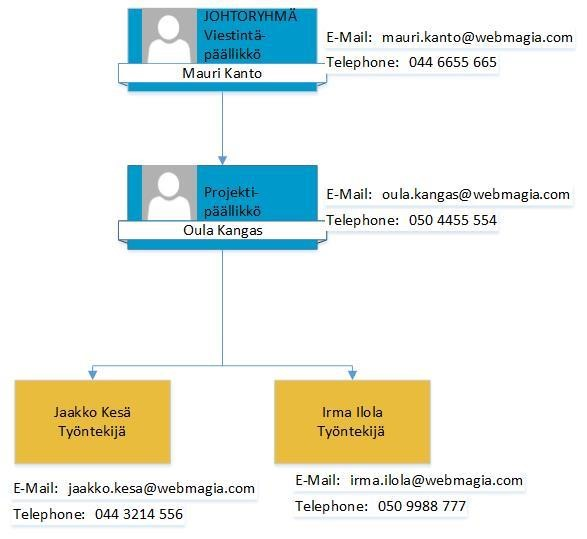 JOHTORYHMÄ
Viestintä-
päällikkö
Mauri Kanto
E-Mail: mauri.kanto@webmagia.com
Telephone: 044 6655 665
Projekti-
päällikkö
Oula Kangas
E-Mail: oula.kangas@webmagia.com
Telephone: 050 4455 554
Jaakko Kesä
Työntekijä
E-Mail: jaakko.kesa@webmagia.com
Telephone: 044 3214 556
Irma Ilola
Työntekijä
E-Mail: irma.ilola@webmagia.com
Telephone: 050 9988 777